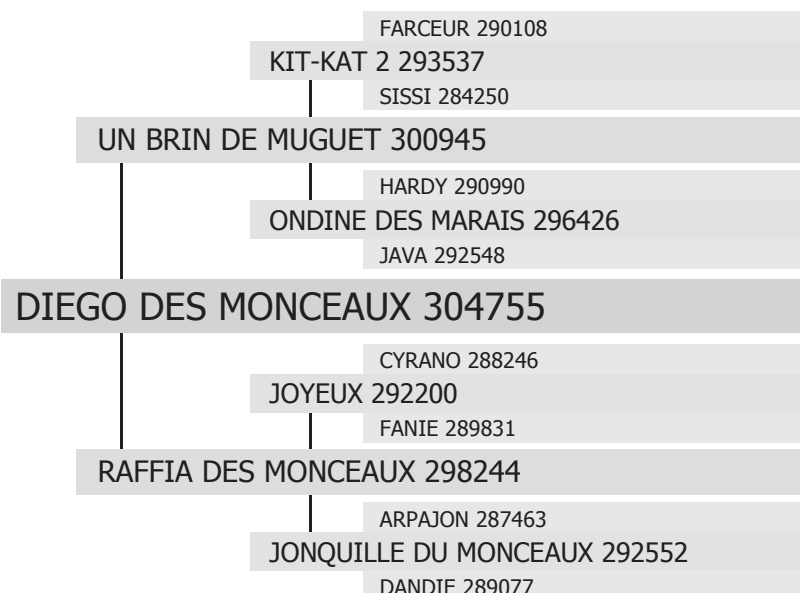 FARCEUR 290108
KIT-KAT 2 293537
SISSI 284250
UN BRIN DE MUGUET 300945
HARDY 290990
ONDINE DES MARAIS 296426
JAVA 292548
DIEGO DES MONCEAUX 304755
CYRANO 288246
JOYEUX 292200
FANIE 289831
RAFFIA DES MONCEAUX 298244
ARPAJON 287463
JONQUILLE DU MONCEAUX 292552
DANDIE 289077